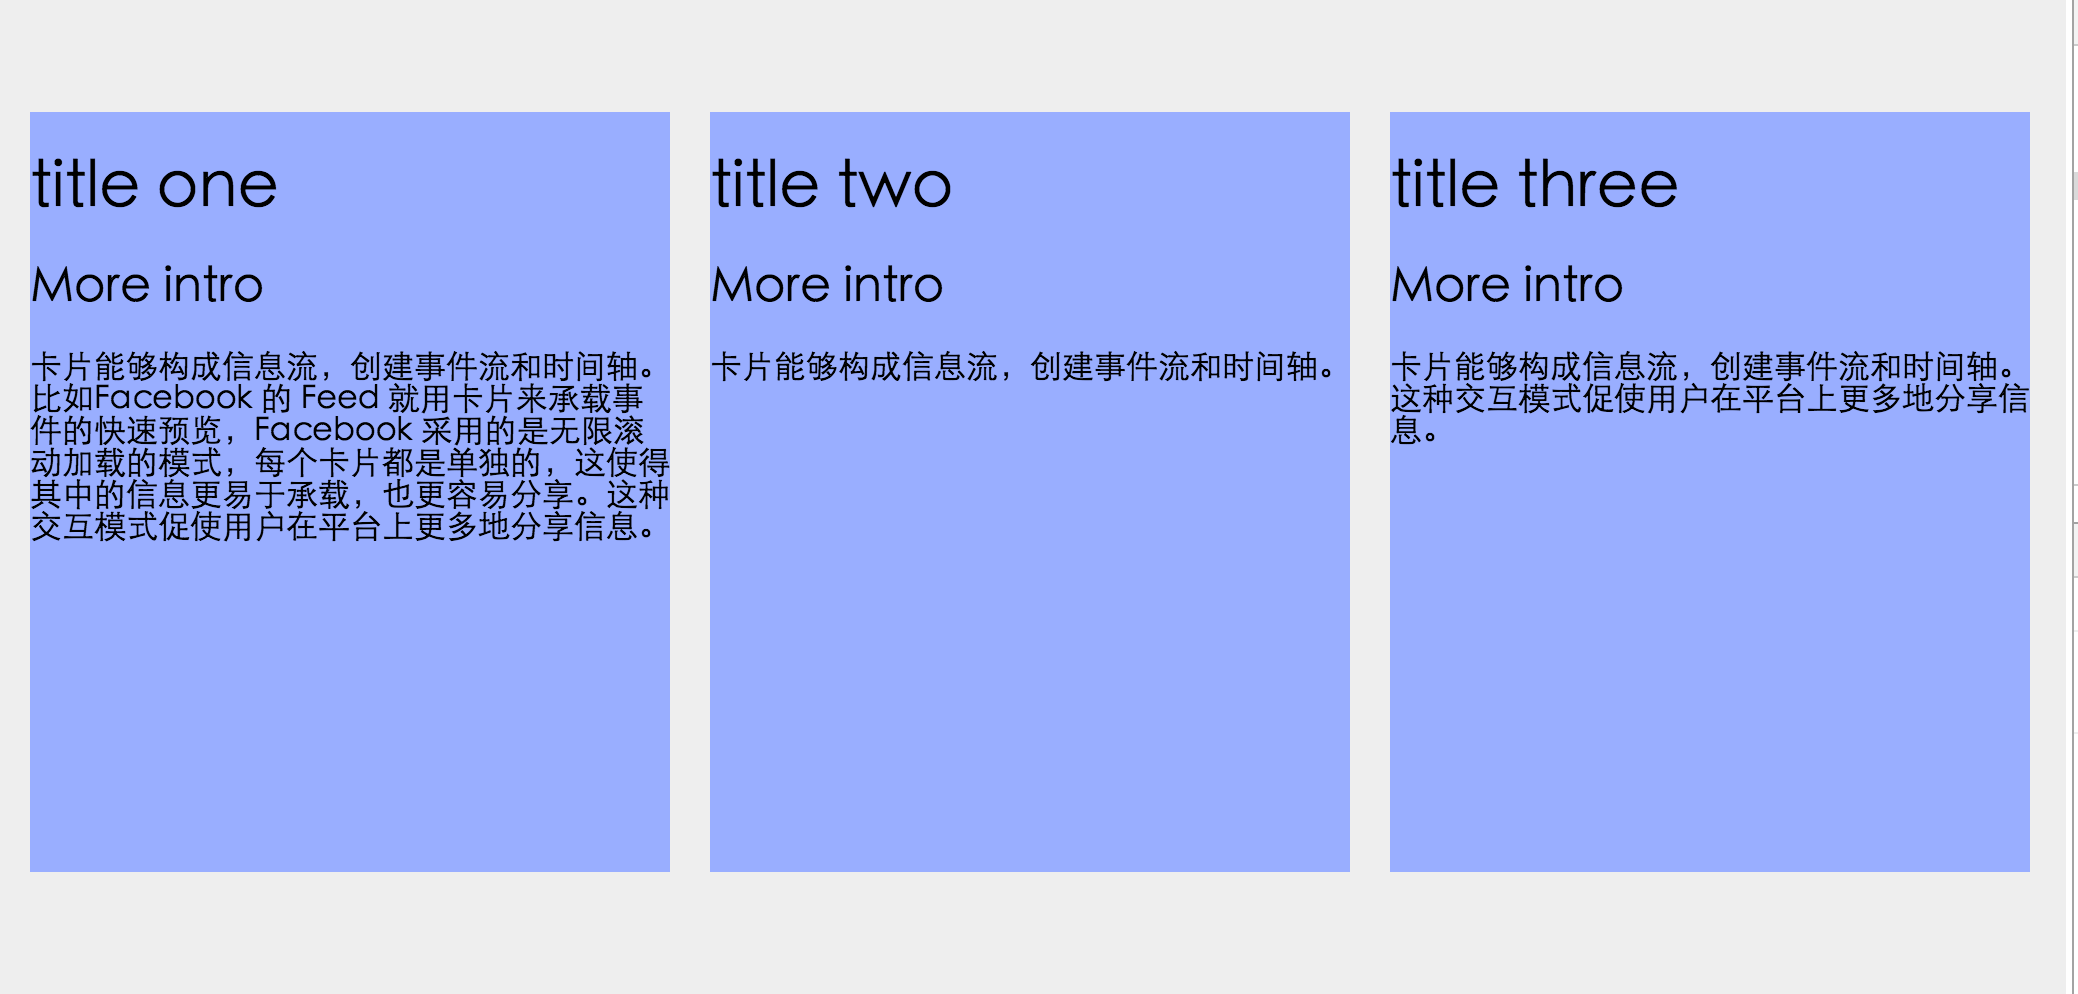 title one
More intro
卡片能够构成信息流，创建事件流和时间轴。
比如Facebook 的 Feed 就用卡片来承载事
件的快速预览，Facebook 采用的是无限滚
动加载的模式，每个卡片都是单独的，这使得
其中的信息更易于承载，也更容易分享。这种
交互模式促使用户在平台上更多地分享信息。
title two
More intro
卡片能够构成信息流，创建事件流和时间轴。
title three
More intro
卡片能够构成信息流，创建事件流和时间轴。
这种交互模式促使用户在平台上更多地分享信
息。